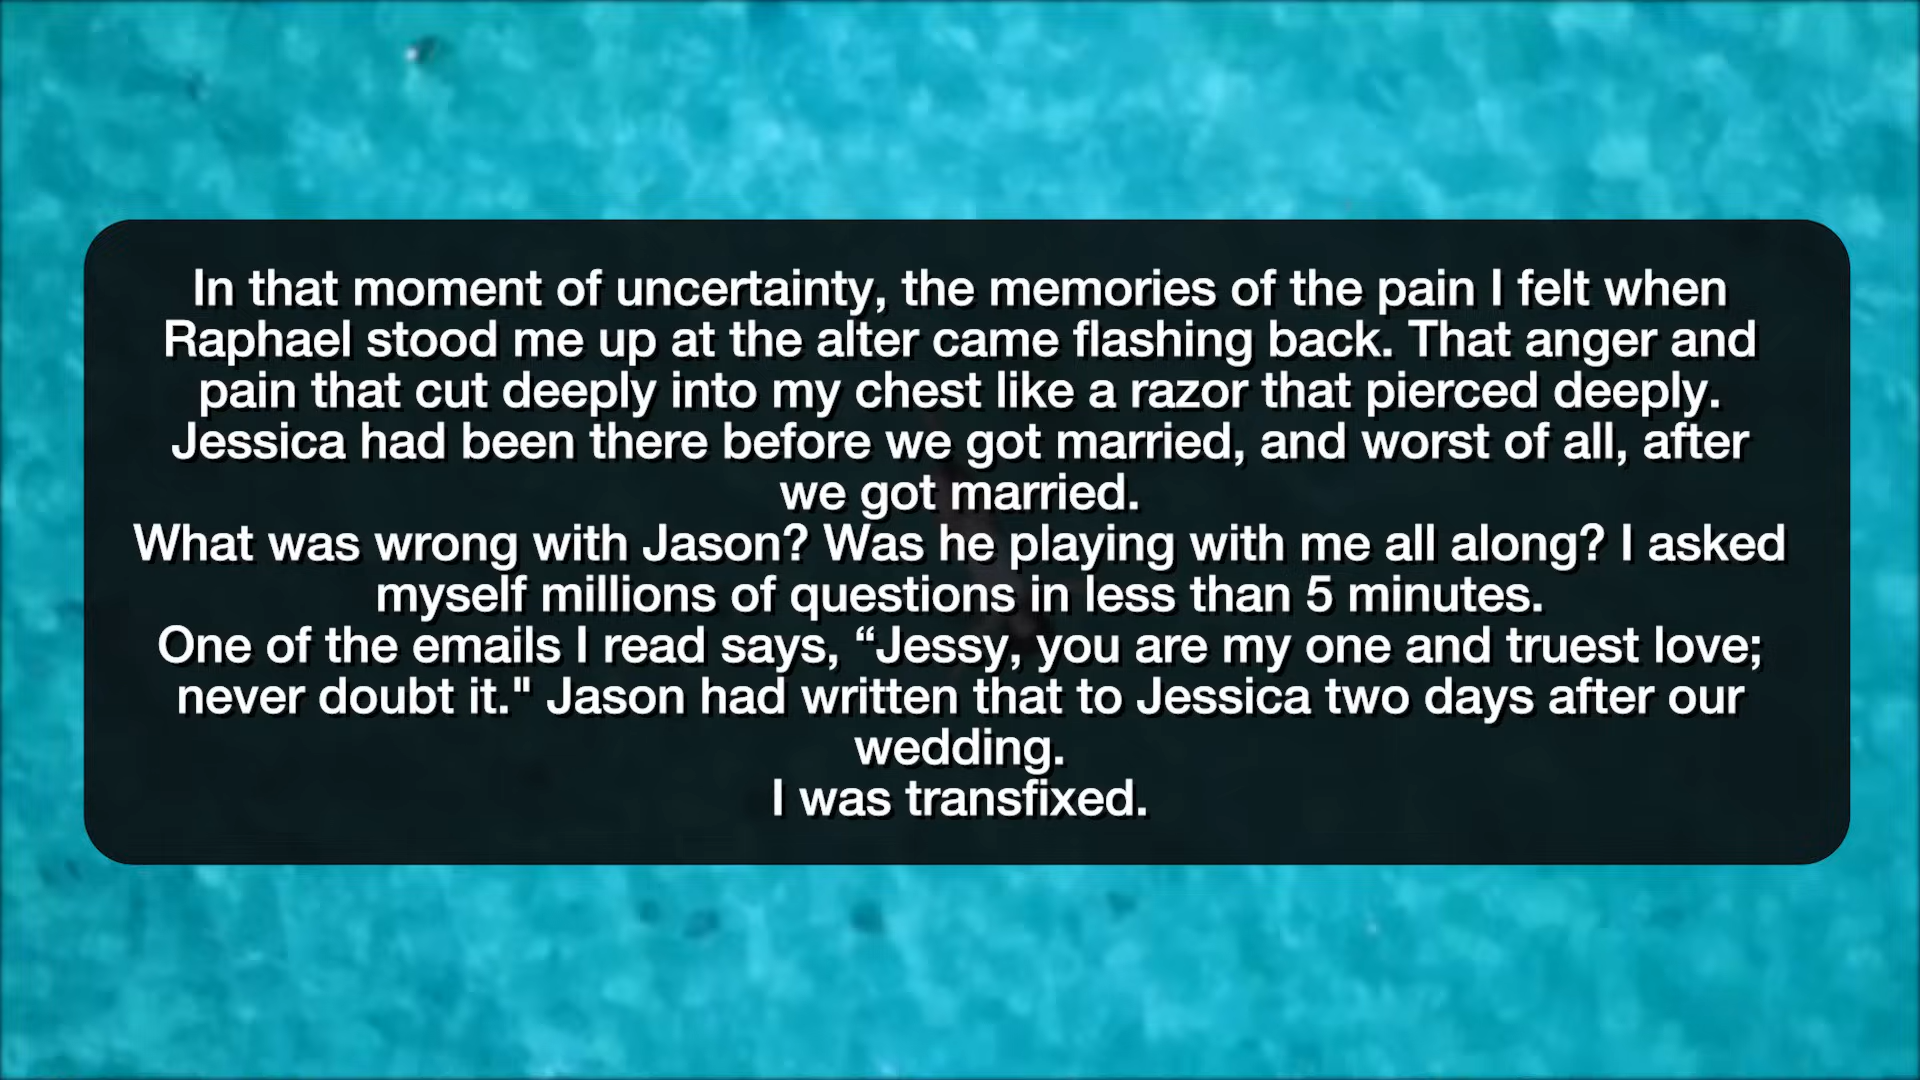 In that moment of uncertainty, the memories of the pain I felt when
Raphael stood me up at the alter came flashing back. That anger and
pain that cut deeply into my chest like a razor that pierced deeply.
Jessica had been there before we got married, and worst of all, after
we got married.
What was wrong with Jason? Was he playing with me all along? I asked
myself millions of questions in less than 5 minutes.
One of the emails I read says, “Jessy, you are my one and truest love;
never doubt it." Jason had written that to Jessica two days after our
wedding.
I was transfixed.